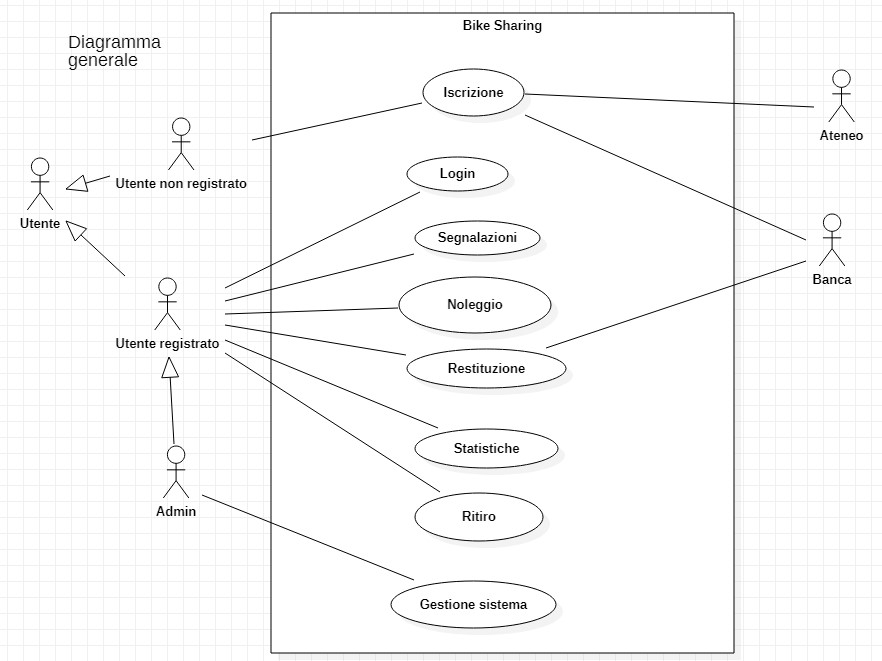 Diagramma
generale
Bike Sharing
Iscrizione
Ateneo
Utente non registrato
Login
Utente
Segnalazioni
Banca
Noleggio
Utente registrato
Restituzione
Statistiche
Admin
Ritiro
Gestione sistema